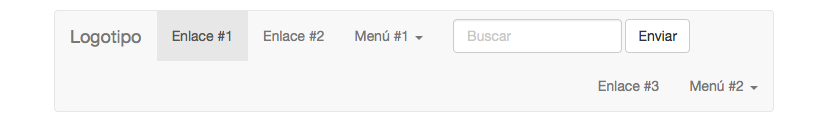 Logotipo Enlace #1 Enlace #2 Menú #1 Buscar Enviar
Enlace #3 Menú #2